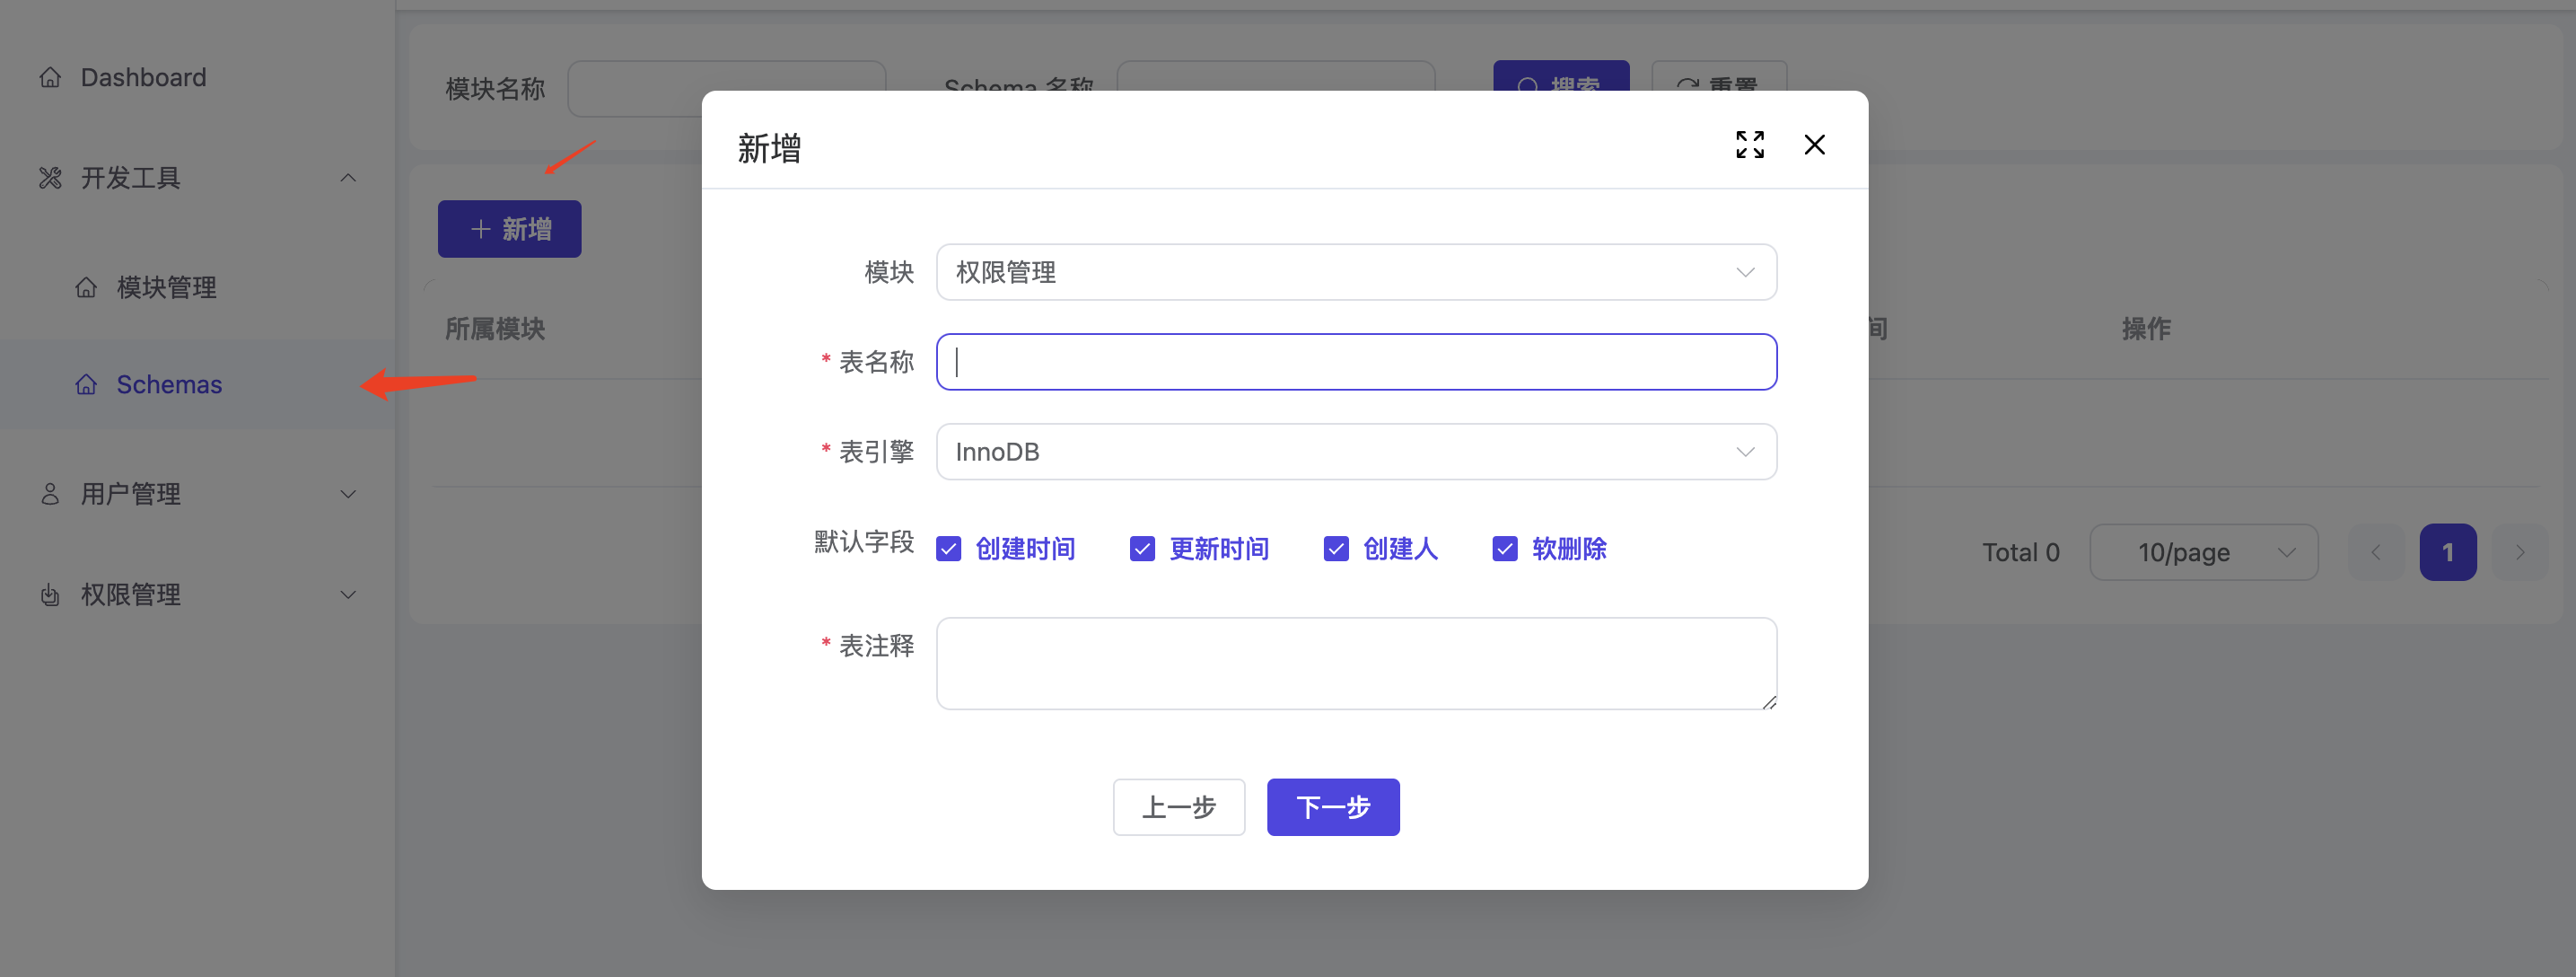 Dashboard
开发工具
模块管理
Schemas
用户管理
权限管理
模块名称
Schema 名称
搜索
重置
新增
所属模块
间
操作
Total 0
10/page
1
新增
模块
权限管理
* 表名称
* 表引擎
InnoDB
默认字段
创建时间
更新时间
创建人
软删除
* 表注释
上一步
下一步